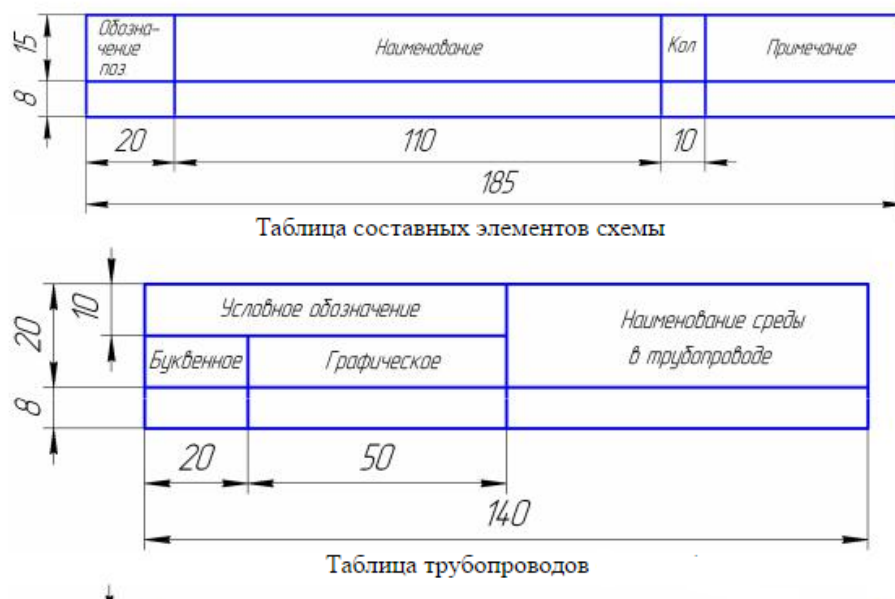 15
Обозна-
чение
поз
Наименование
Кол
Примечание
8
20
110
10
185
Таблица составных элементов схемы
20
10
Условное обозначение
Наименование среды
в трубопроводе
Буквенное
Графическое
8
20
50
140
Таблица трубопроводов